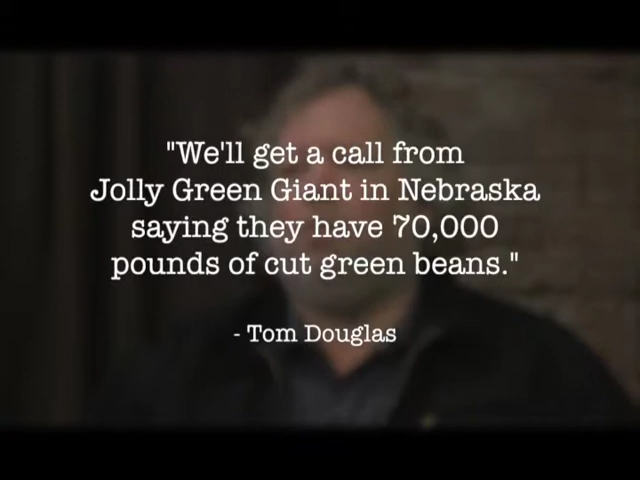 "We'll get a call from
Jolly Green Giant in Nebraska
saying they have 70,000
pounds of cut green beans."
- Tom Douglas